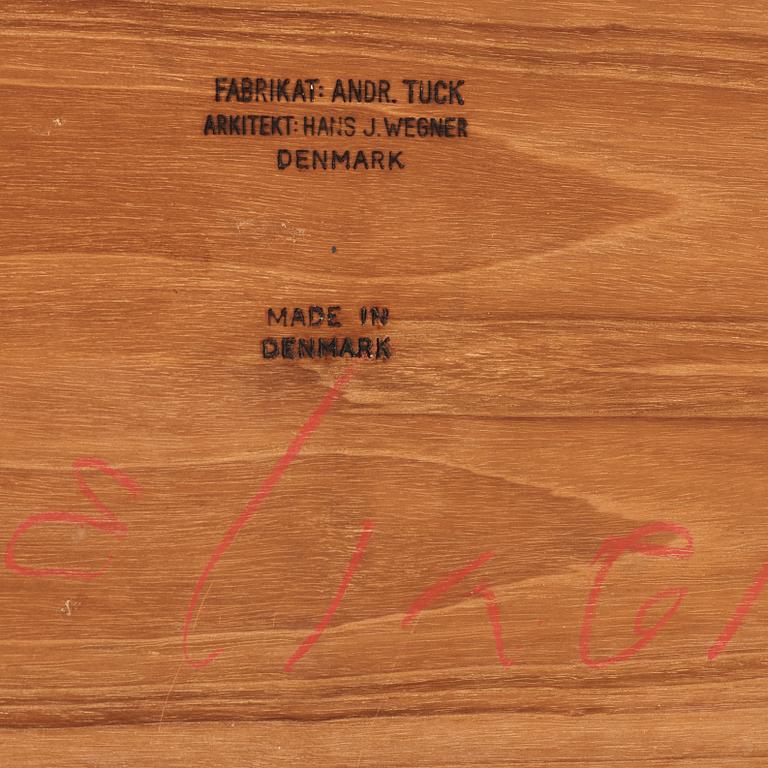 FABRIKAT: ANDR. TUCK
ARKITEKT: HANS J. WEGNER
DENMARK
MADE IN
DENMARK